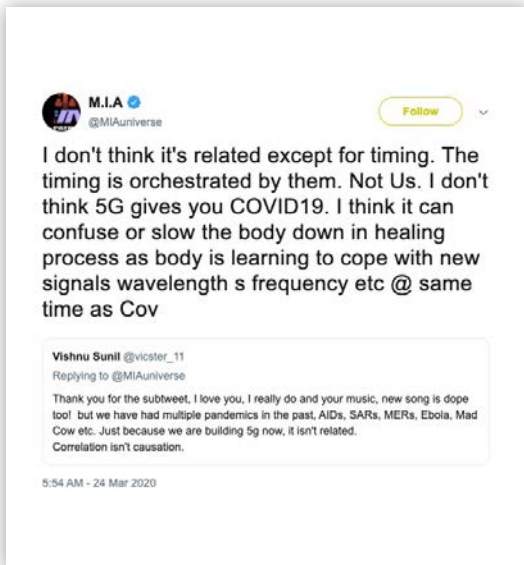 M.I.A
@MIAuniverse
Follow
I don't think it's related except for timing. The
timing is orchestrated by them. Not Us. I don't
think 5G gives you COVID19. I think it can
confuse or slow the body down in healing
process as body is learning to cope with new
signals wavelength s frequency etc @ same
time as Cov
Vishnu Sunil @vicster_11
Replying to @MIAuniverse
Thank you for the subtweet, I love you, I really do and your music, new song is dope
too! but we have had multiple pandemics in the past, AIDs, SARs, MERs, Ebola, Mad
Cow etc. Just because we are building 5g now, it isn't related.
Correlation isn't causation.
5:54 AM - 24 Mar 2020